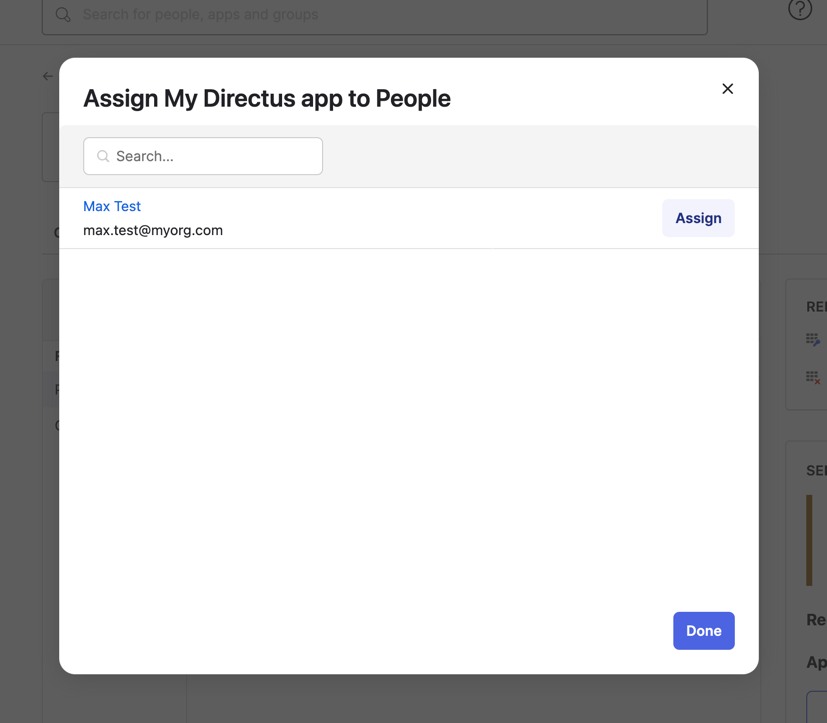 Search for people, apps and groups
Assign My Directus app to People
Search...
Max Test
max.test@myorg.com
Assign
Done